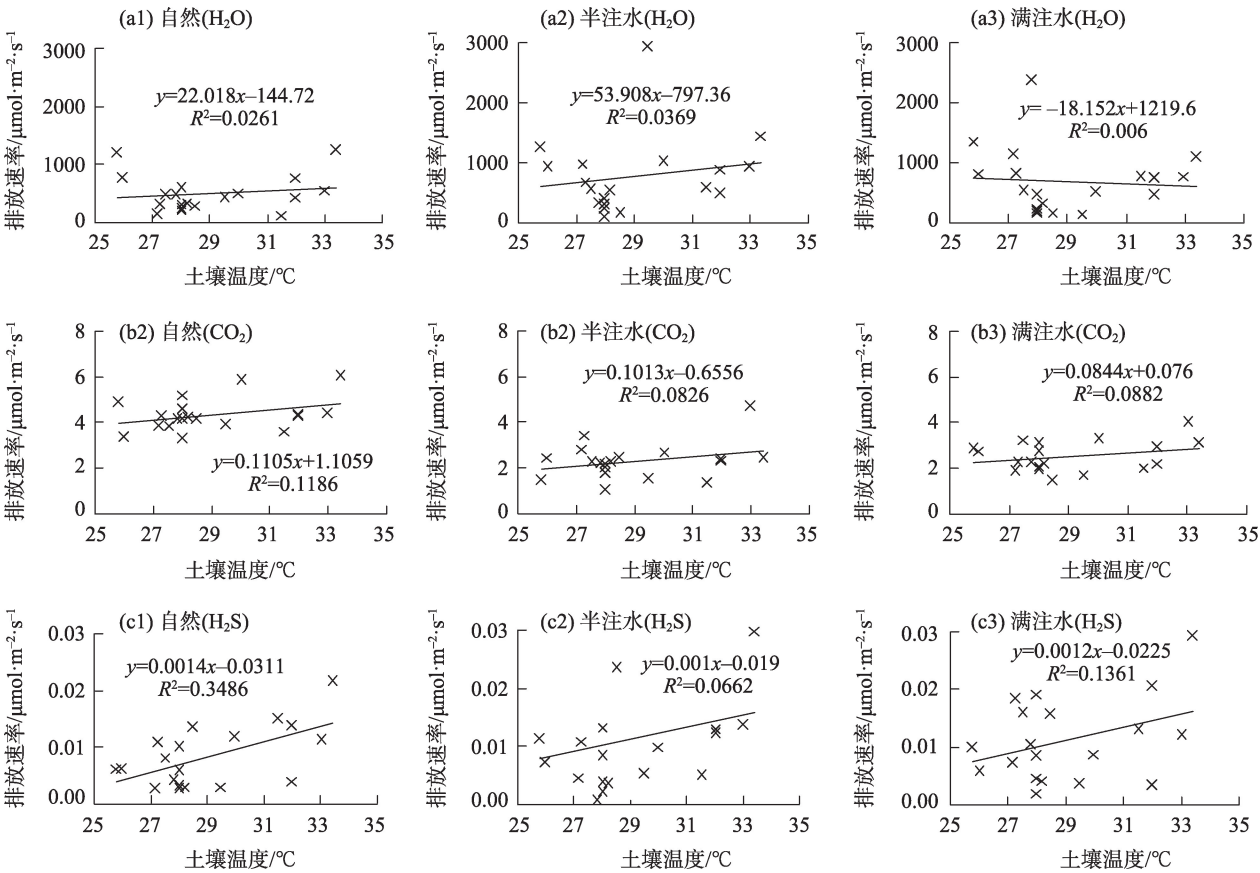 (a1) 自然(H₂O)
排放速率/μmol·m⁻²·s⁻¹
3000
2000
1000
0
y=22.018x–144.72
R²=0.0261
25 27 29 31 33 35
土壤温度/℃
(a2) 半注水(H₂O)
排放速率/μmol·m⁻²·s⁻¹
3000
2000
1000
0
y=53.908x–797.36
R²=0.0369
25 27 29 31 33 35
土壤温度/℃
(a3) 满注水(H₂O)
排放速率/μmol·m⁻²·s⁻¹
3000
2000
1000
0
y= –18.152x+1219.6
R²=0.006
25 27 29 31 33 35
土壤温度/℃
(b2) 自然(CO₂)
排放速率/μmol·m⁻²·s⁻¹
8
6
4
2
0
y=0.1105x+1.1059
R²=0.1186
25 27 29 31 33 35
土壤温度/℃
(b2) 半注水(CO₂)
排放速率/μmol·m⁻²·s⁻¹
8
6
4
2
0
y=0.1013x–0.6556
R²=0.0826
25 27 29 31 33 35
土壤温度/℃
(b3) 满注水(CO₂)
排放速率/μmol·m⁻²·s⁻¹
8
6
4
2
0
y=0.0844x+0.076
R²=0.0882
25 27 29 31 33 35
土壤温度/℃
(c1) 自然(H₂S)
排放速率/μmol·m⁻²·s⁻¹
0.03
0.02
0.01
0.00
y=0.0014x–0.0311
R²=0.3486
25 27 29 31 33 35
土壤温度/℃
(c2) 半注水(H₂S)
排放速率/μmol·m⁻²·s⁻¹
0.03
0.02
0.01
0.00
y=0.001x–0.019
R²=0.0662
25 27 29 31 33 35
土壤温度/℃
(c3) 满注水(H₂S)
排放速率/μmol·m⁻²·s⁻¹
0.03
0.02
0.01
0.00
y=0.0012x–0.0225
R²=0.1361
25 27 29 31 33 35
土壤温度/℃